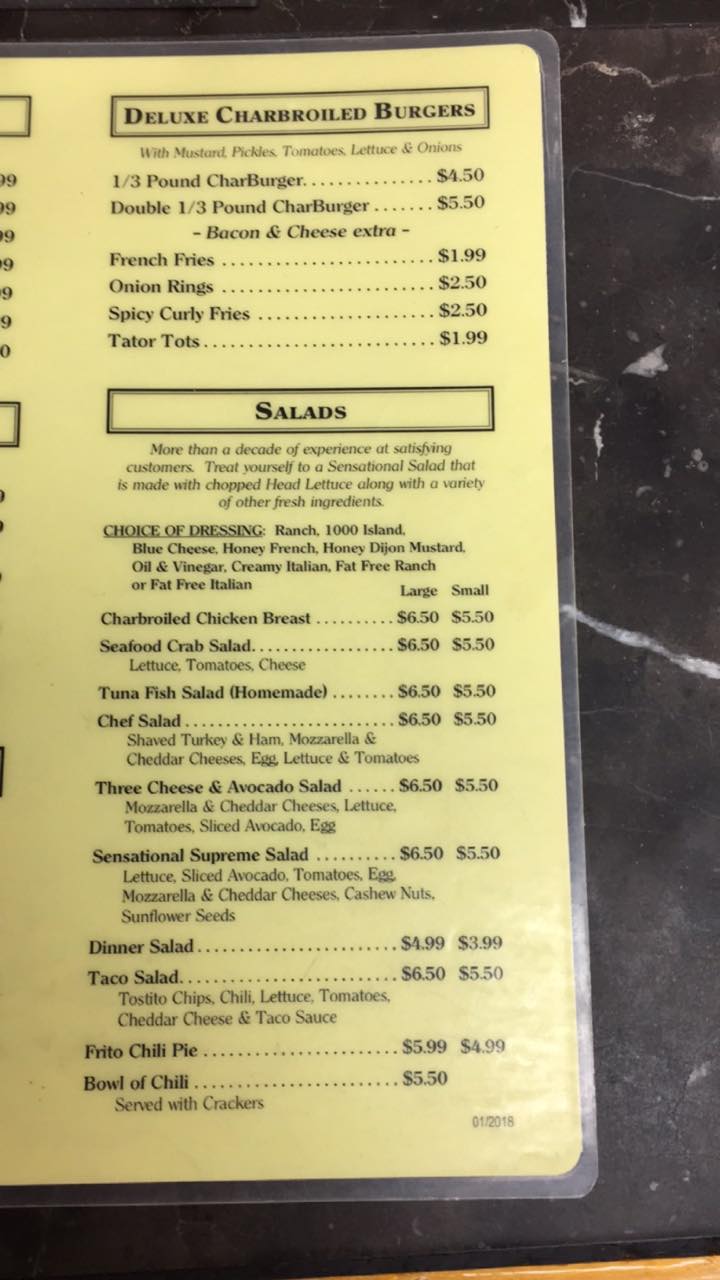 DELUXE CHARBROILED BURGERS
With Mustard, Pickles, Tomatoes, Lettuce & Onions
1/3 Pound CharBurger............... $4.50
Double 1/3 Pound CharBurger ....... $5.50
- Bacon & Cheese extra -
French Fries ........................ $1.99
Onion Rings ........................ $2.50
Spicy Curly Fries .................... $2.50
Tator Tots.......................... $1.99
SALADS
More than a decade of experience at satisfying
customers. Treat yourself to a Sensational Salad that
is made with chopped Head Lettuce along with a variety
of other fresh ingredients.
CHOICE OF DRESSING: Ranch, 1000 Island,
Blue Cheese, Honey French, Honey Dijon Mustard,
Oil & Vinegar, Creamy Italian, Fat Free Ranch
or Fat Free Italian
Large Small
Charbroiled Chicken Breast .......... $6.50 $5.50
Seafood Crab Salad.................. $6.50 $5.50
Lettuce, Tomatoes, Cheese
Tuna Fish Salad (Homemade) ........ $6.50 $5.50
Chef Salad .......................... $6.50 $5.50
Shaved Turkey & Ham, Mozzarella &
Cheddar Cheeses, Egg, Lettuce & Tomatoes
Three Cheese & Avocado Salad ...... $6.50 $5.50
Mozzarella & Cheddar Cheeses, Lettuce,
Tomatoes, Sliced Avocado, Egg
Sensational Supreme Salad .......... $6.50 $5.50
Lettuce, Sliced Avocado, Tomatoes, Egg,
Mozzarella & Cheddar Cheeses, Cashew Nuts,
Sunflower Seeds
Dinner Salad......................... $4.99 $3.99
Taco Salad........................... $6.50 $5.50
Tostito Chips, Chili, Lettuce, Tomatoes,
Cheddar Cheese & Taco Sauce
Frito Chili Pie ........................ $5.99 $4.99
Bowl of Chili ......................... $5.50
Served with Crackers
01/2018